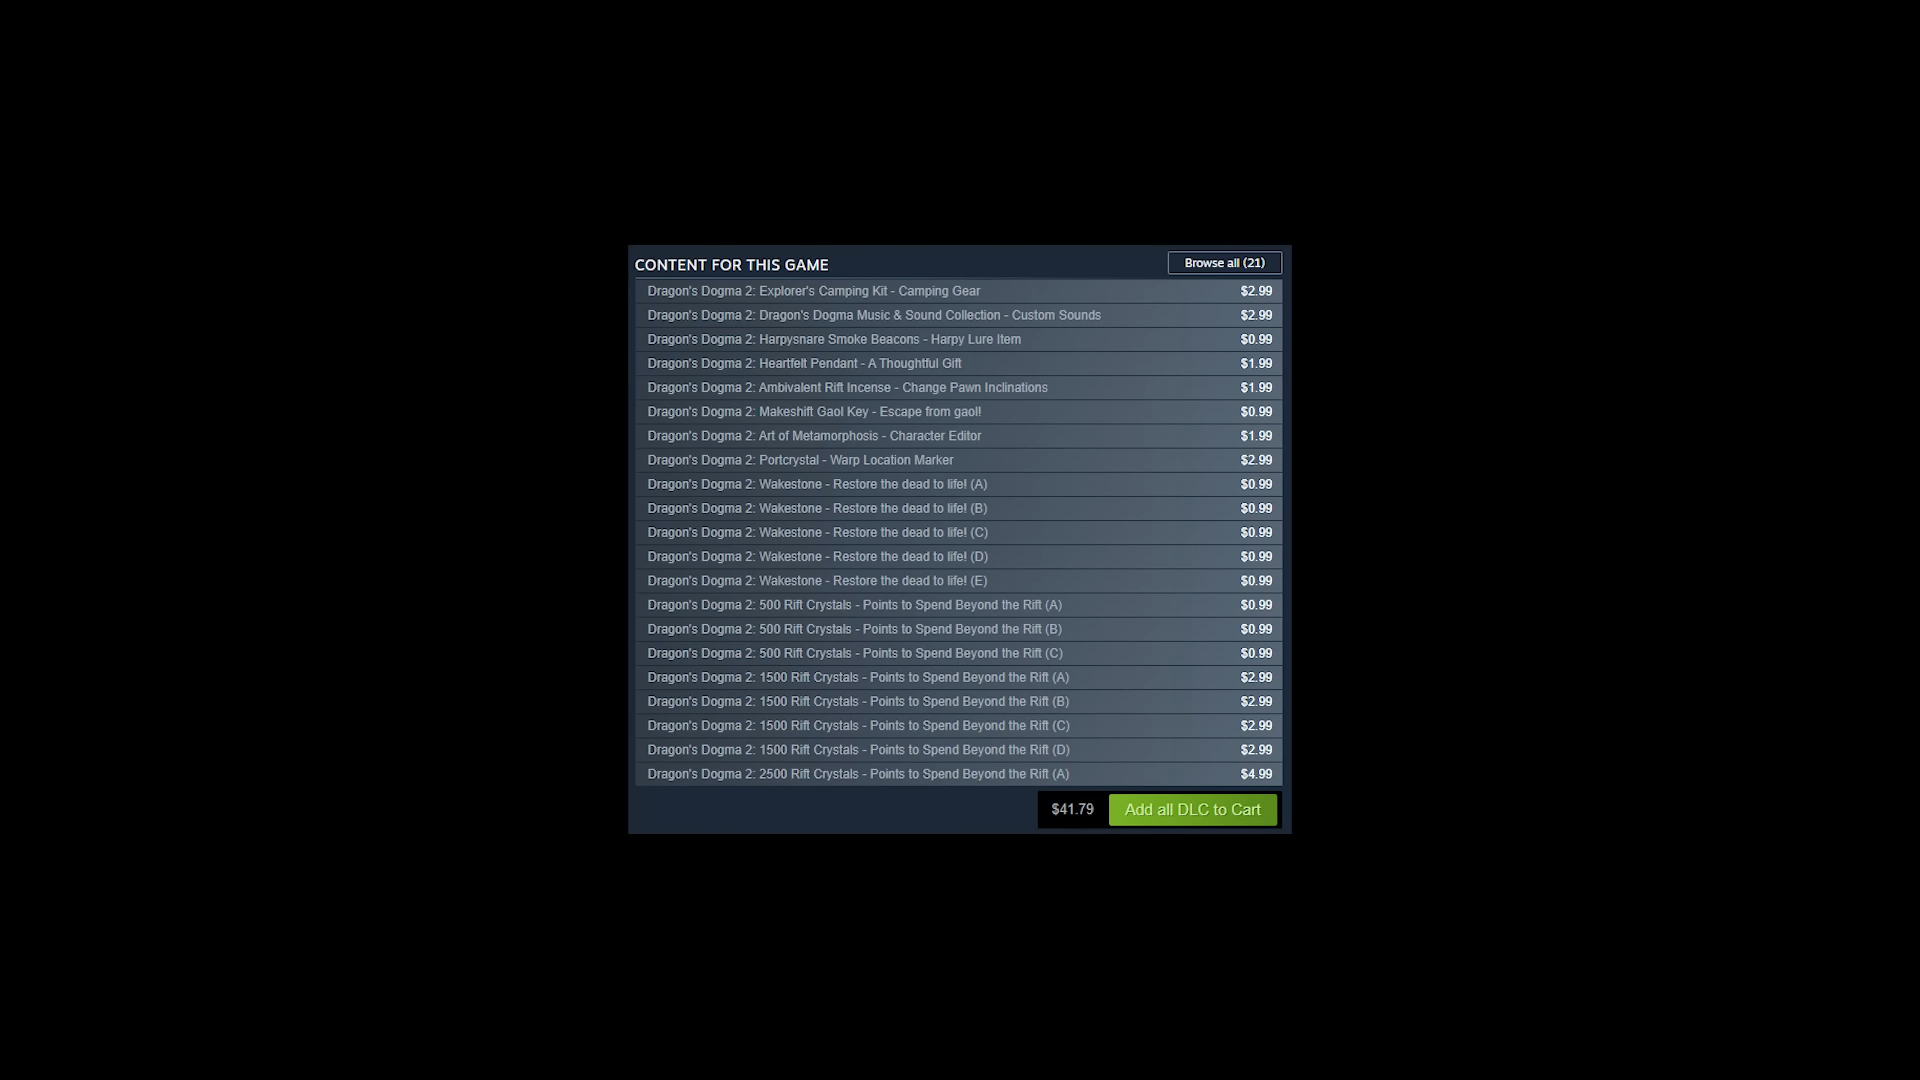 CONTENT FOR THIS GAME Browse all (21)
Dragon's Dogma 2: Explorer's Camping Kit - Camping Gear $2.99
Dragon's Dogma 2: Dragon's Dogma Music & Sound Collection - Custom Sounds $2.99
Dragon's Dogma 2: Harpysnare Smoke Beacons - Harpy Lure Item $0.99
Dragon's Dogma 2: Heartfelt Pendant - A Thoughtful Gift $1.99
Dragon's Dogma 2: Ambivalent Rift Incense - Change Pawn Inclinations $1.99
Dragon's Dogma 2: Makeshift Gaol Key - Escape from gaol! $0.99
Dragon's Dogma 2: Art of Metamorphosis - Character Editor $1.99
Dragon's Dogma 2: Portcrystal - Warp Location Marker $2.99
Dragon's Dogma 2: Wakestone - Restore the dead to life! (A) $0.99
Dragon's Dogma 2: Wakestone - Restore the dead to life! (B) $0.99
Dragon's Dogma 2: Wakestone - Restore the dead to life! (C) $0.99
Dragon's Dogma 2: Wakestone - Restore the dead to life! (D) $0.99
Dragon's Dogma 2: Wakestone - Restore the dead to life! (E) $0.99
Dragon's Dogma 2: 500 Rift Crystals - Points to Spend Beyond the Rift (A) $0.99
Dragon's Dogma 2: 500 Rift Crystals - Points to Spend Beyond the Rift (B) $0.99
Dragon's Dogma 2: 500 Rift Crystals - Points to Spend Beyond the Rift (C) $0.99
Dragon's Dogma 2: 1500 Rift Crystals - Points to Spend Beyond the Rift (A) $2.99
Dragon's Dogma 2: 1500 Rift Crystals - Points to Spend Beyond the Rift (B) $2.99
Dragon's Dogma 2: 1500 Rift Crystals - Points to Spend Beyond the Rift (C) $2.99
Dragon's Dogma 2: 1500 Rift Crystals - Points to Spend Beyond the Rift (D) $2.99
Dragon's Dogma 2: 2500 Rift Crystals - Points to Spend Beyond the Rift (A) $4.99
$41.79 Add all DLC to Cart